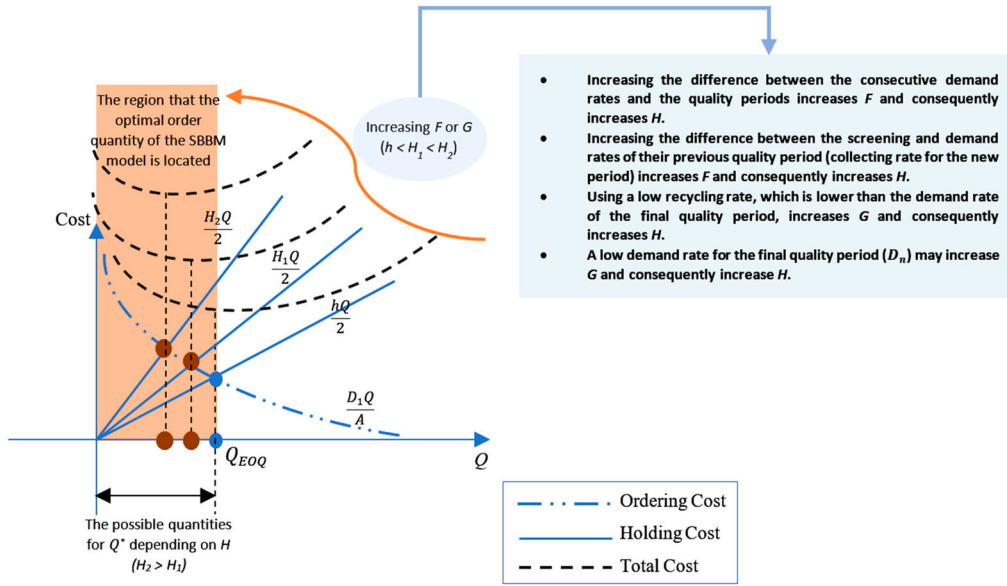 The region that the
optimal order
quantity of the SBBM
model is located
Increasing F or G
(h < H₁ < H₂)
• Increasing the difference between the consecutive demand
rates and the quality periods increases F and consequently
increases H.
• Increasing the difference between the screening and demand
rates of their previous quality period (collecting rate for the new
period) increases F and consequently increases H.
• Using a low recycling rate, which is lower than the demand rate
of the final quality period, increases G and consequently
increases H.
• A low demand rate for the final quality period (Dₙ) may increase
G and consequently increase H.
Cost
H₂Q
2
H₁Q
2
hQ
2
D₁Q
A
Q_EOQ
Q
The possible quantities
for Q* depending on H
(H₂ > H₁)
Ordering Cost
Holding Cost
Total Cost